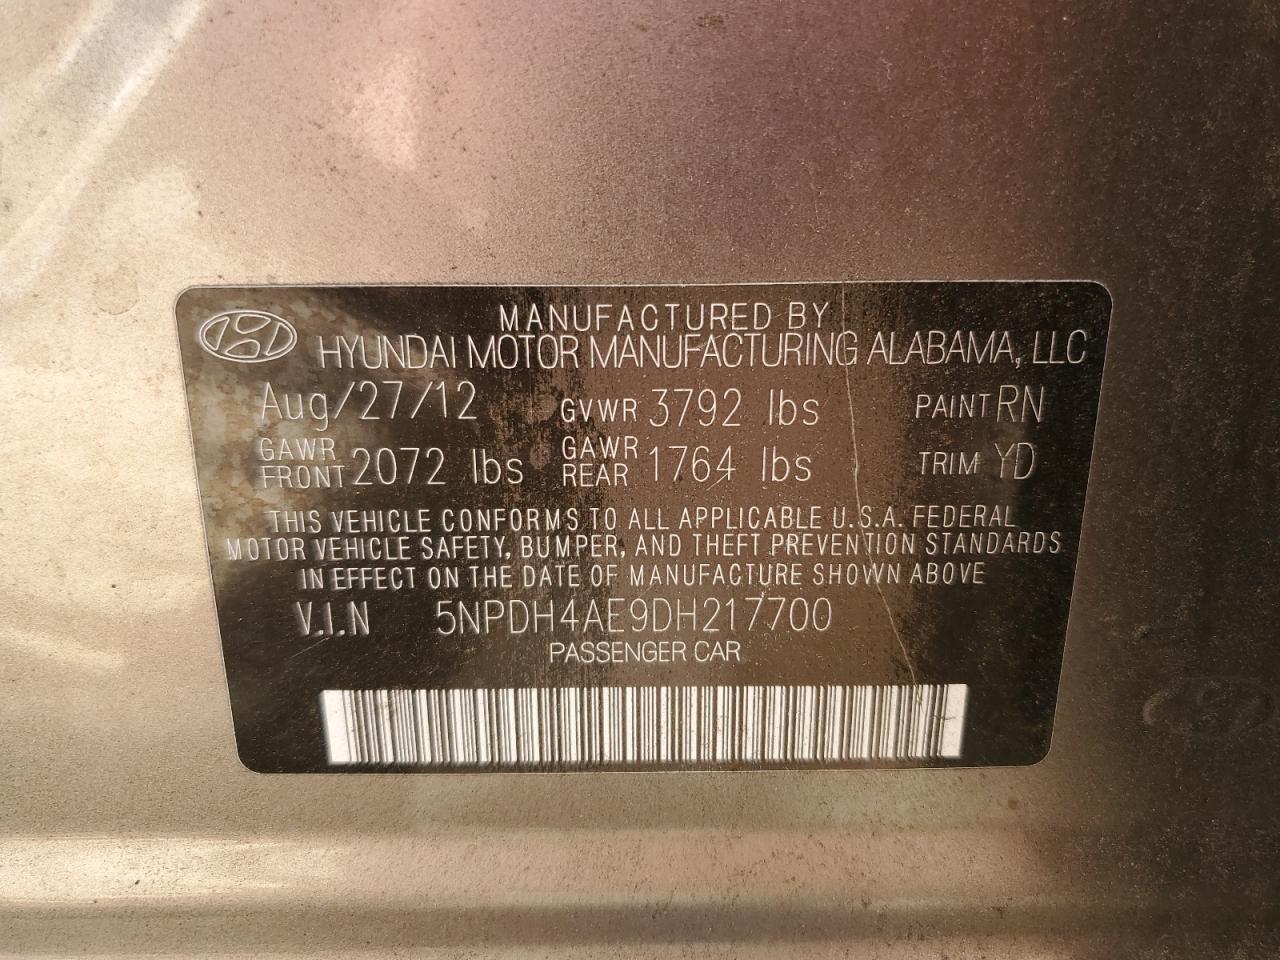 MANUFACTURED BY
HYUNDAI MOTOR MANUFACTURING ALABAMA, LLC
Aug/27/12 GVWR 3792 lbs PAINT RN
GAWR FRONT 2072 lbs GAWR REAR 1764 lbs TRIM YD
THIS VEHICLE CONFORMS TO ALL APPLICABLE U.S.A. FEDERAL
MOTOR VEHICLE SAFETY, BUMPER, AND THEFT PREVENTION STANDARDS
IN EFFECT ON THE DATE OF MANUFACTURE SHOWN ABOVE
V.I.N 5NPDH4AE9DH217700
PASSENGER CAR